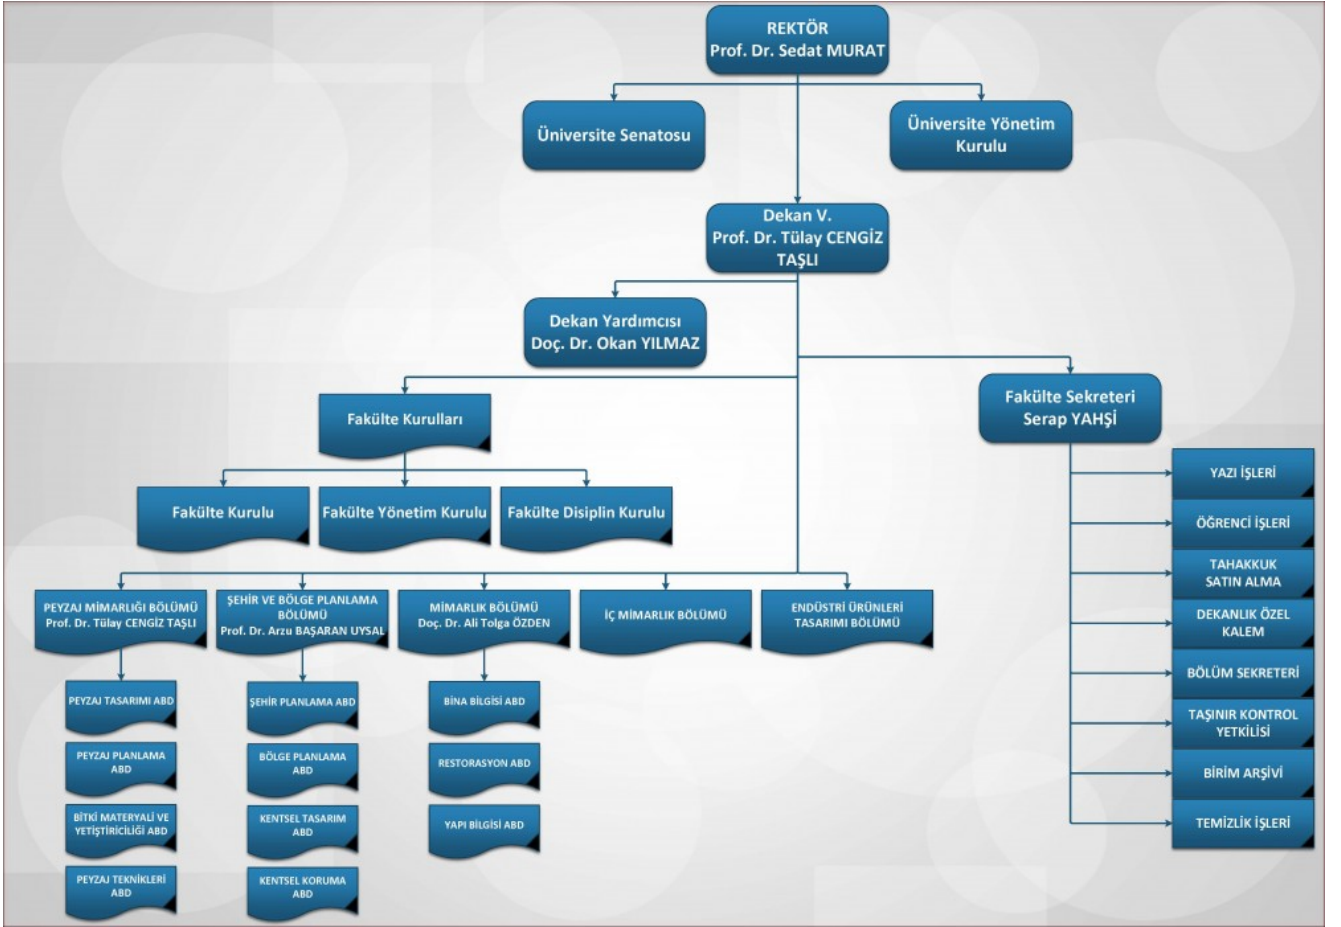 REKTÖR
Prof. Dr. Sedat MURAT
Üniversite Senatosu
Üniversite Yönetim
Kurulu
Dekan V.
Prof. Dr. Tülay CENGİZ
TAŞLI
Dekan Yardımcısı
Doç. Dr. Okan YILMAZ
Fakülte Sekreteri
Serap YAHŞİ
Fakülte Kurulları
Fakülte Kurulu
Fakülte Yönetim Kurulu
Fakülte Disiplin Kurulu
YAZI İŞLERİ
ÖĞRENCİ İŞLERİ
TAHAKKUK
SATIN ALMA
DEKANLIK ÖZEL
KALEM
BÖLÜM SEKRETERİ
TAŞINIR KONTROL
YETKİLİSİ
BİRİM ARŞİVİ
TEMİZLİK İŞLERİ
PEYZAJ MİMARLIĞI BÖLÜMÜ
Prof. Dr. Tülay CENGİZ TAŞLI
ŞEHİR VE BÖLGE PLANLAMA
BÖLÜMÜ
Prof. Dr. Arzu BAŞARAN UYSAL
MİMARLIK BÖLÜMÜ
Doç. Dr. Ali Tolga ÖZDEN
İÇ MİMARLIK BÖLÜMÜ
ENDÜSTRİ ÜRÜNLERİ
TASARIMI BÖLÜMÜ
PEYZAJ TASARIMI ABD
PEYZAJ PLANLAMA
ABD
BİTKİ MATERYALİ VE
YETİŞTİRİCİLİĞİ ABD
PEYZAJ TEKNİKLERİ
ABD
ŞEHİR PLANLAMA ABD
BÖLGE PLANLAMA
ABD
KENTSEL TASARIM
ABD
KENTSEL KORUMA
ABD
BİNA BİLGİSİ ABD
RESTORASYON ABD
YAPI BİLGİSİ ABD